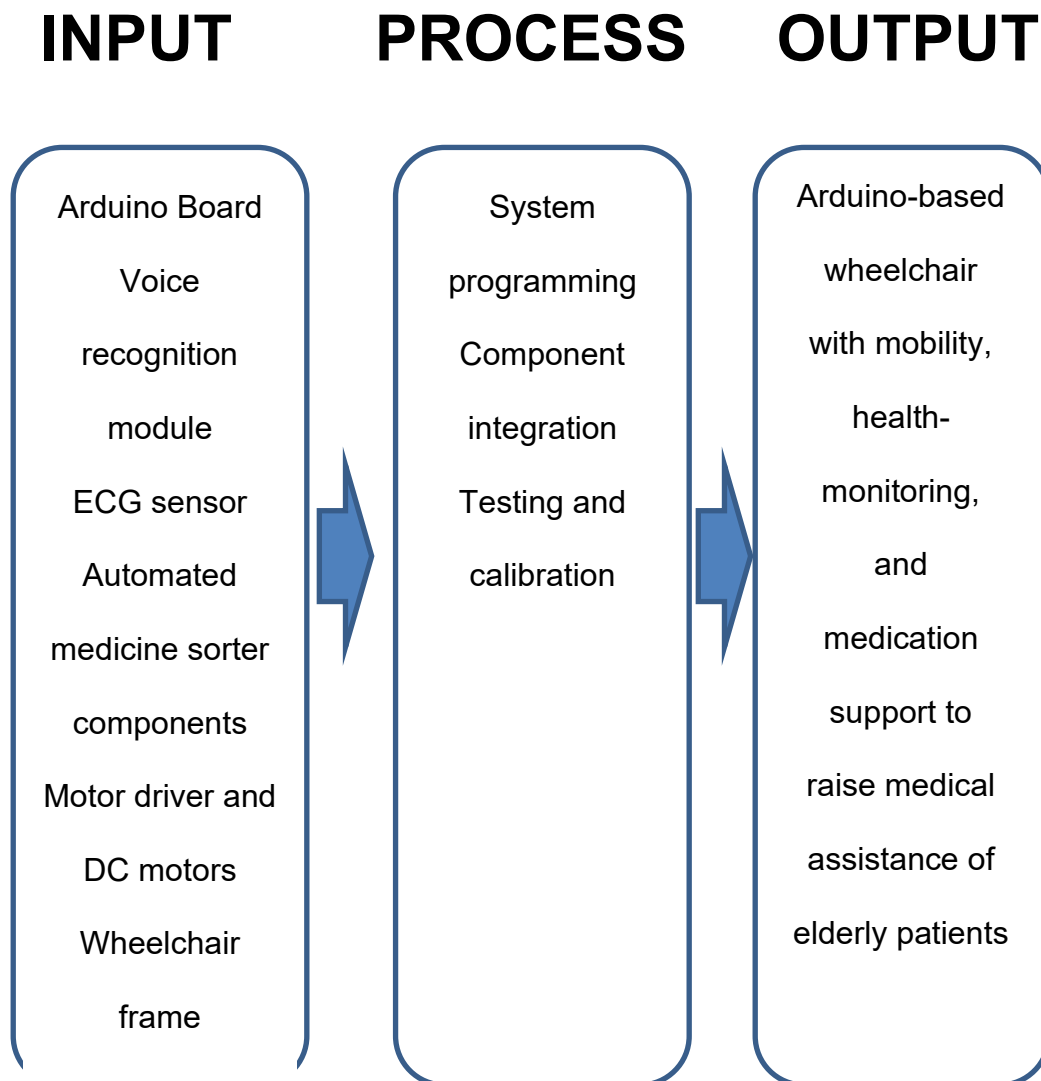 INPUT
PROCESS
OUTPUT
Arduino Board
Voice
recognition
module
ECG sensor
Automated
medicine sorter
components
Motor driver and
DC motors
Wheelchair
frame
System
programming
Component
integration
Testing and
calibration
Arduino-based
wheelchair
with mobility,
health-
monitoring,
and
medication
support to
raise medical
assistance of
elderly patients